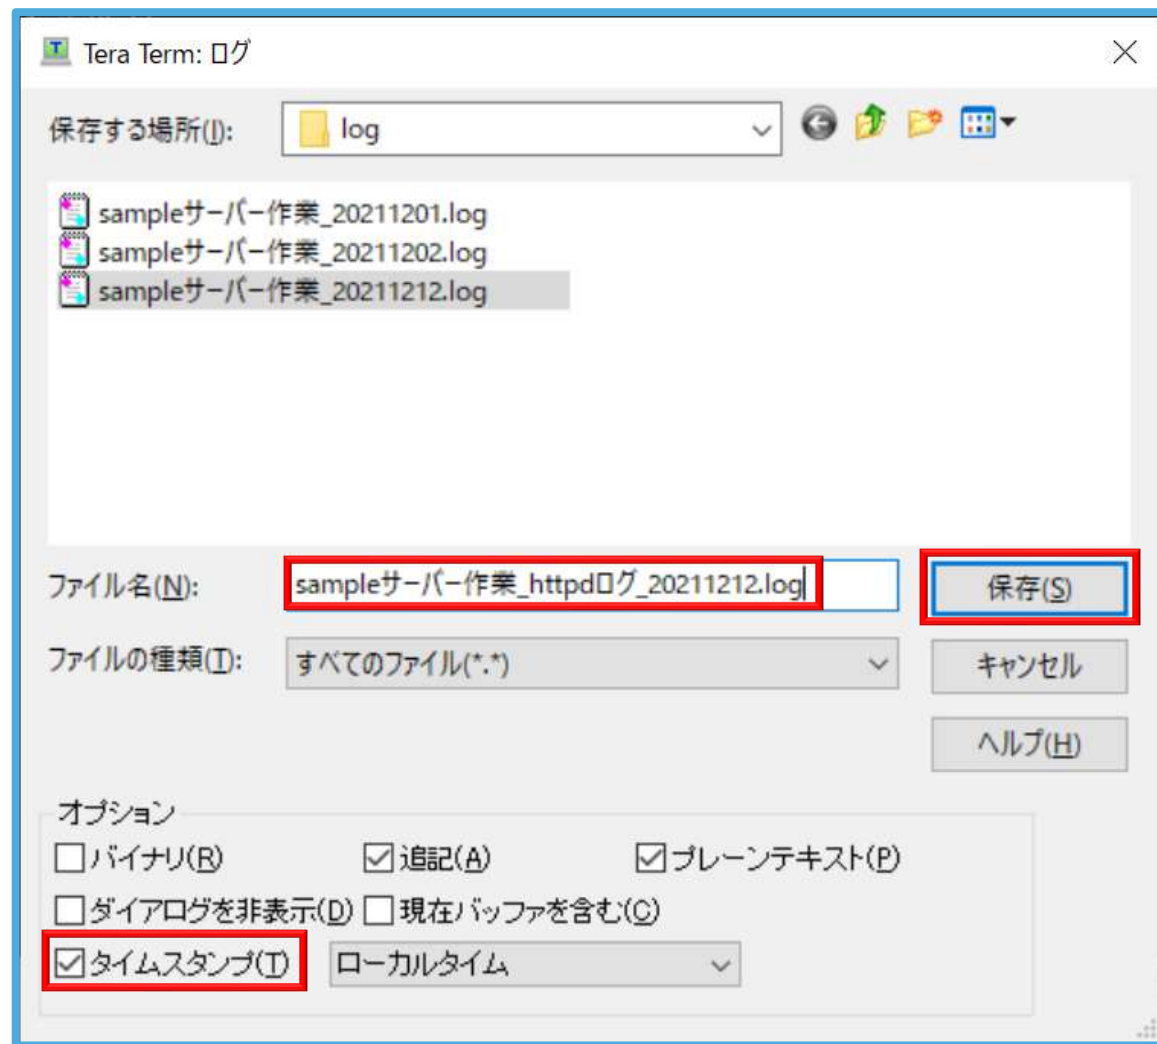 Tera Term: ログ
保存する場所(I): log
sampleサーバー作業_20211201.log
sampleサーバー作業_20211202.log
sampleサーバー作業_20211212.log
ファイル名(N): sampleサーバー作業_httpdログ_20211212.log 保存(S)
ファイルの種類(T): すべてのファイル(*.*) キャンセル
ヘルプ(H)
オプション
バイナリ(R) 追記(A) プレーンテキスト(P)
ダイアログを非表示(D) 現在バッファを含む(C)
タイムスタンプ(T) ローカルタイム